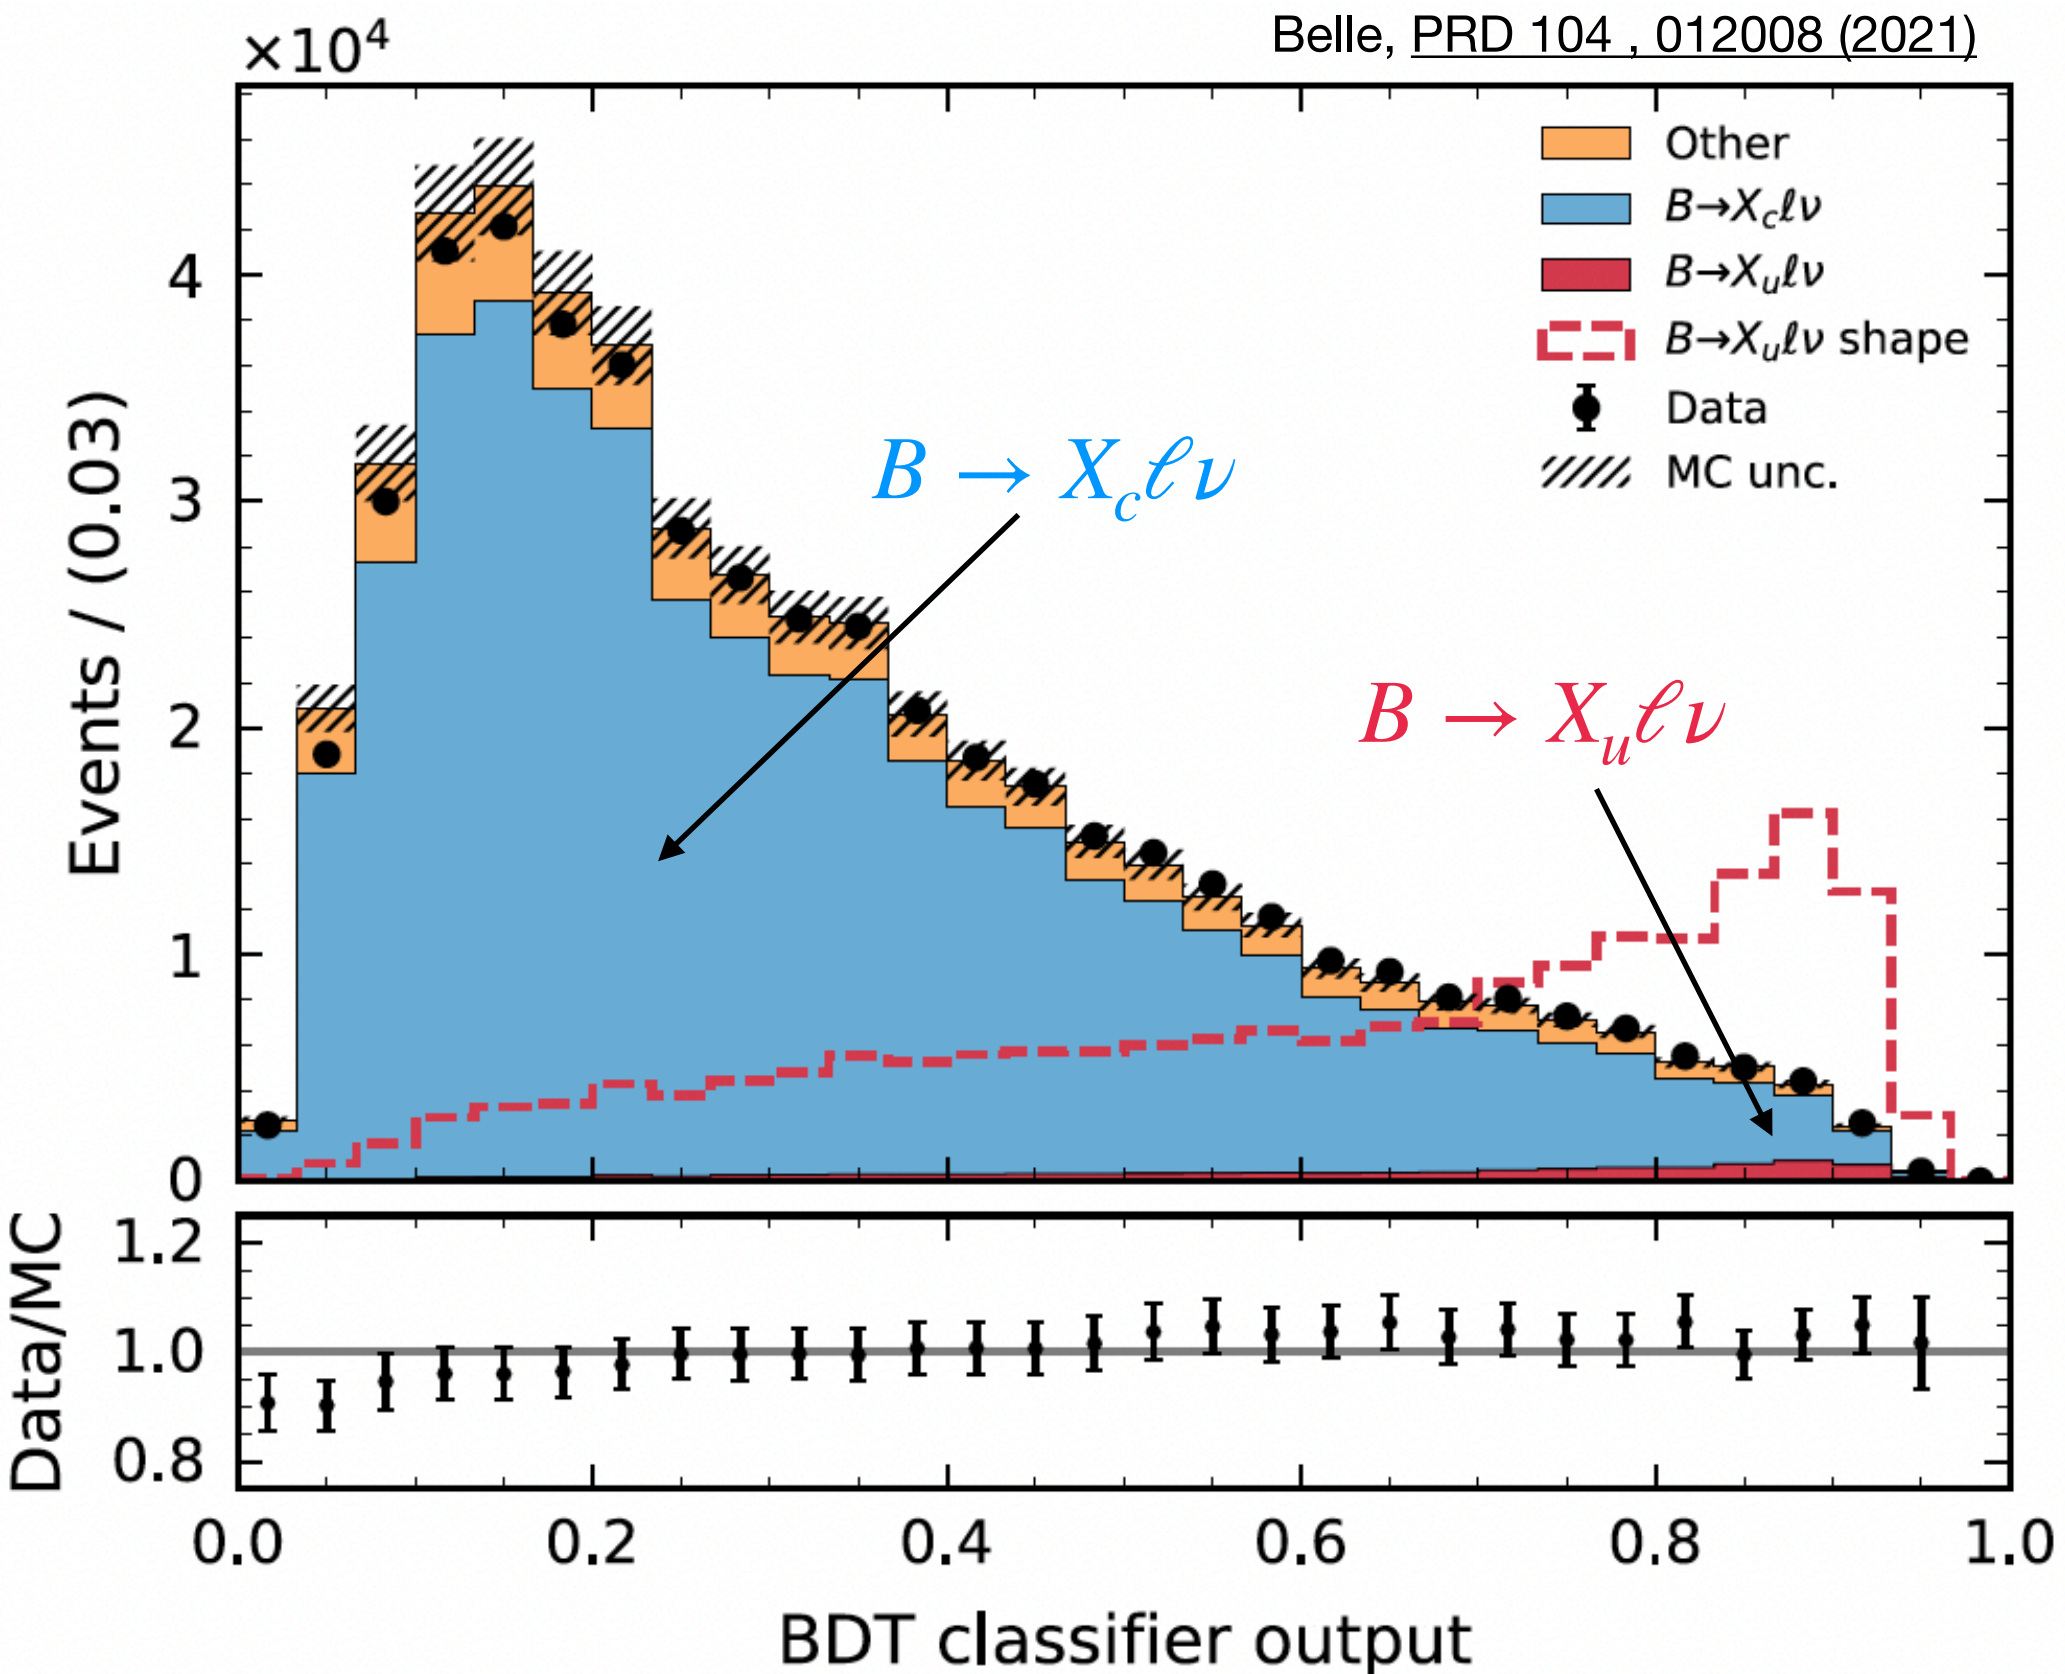 Belle, PRD 104 , 012008 (2021)
×10⁴
Other
B→X_cℓν
B→X_uℓν
B→X_uℓν shape
Data
MC unc.
B → X_cℓν
B → X_uℓν
Events / (0.03)
4
3
2
1
0
Data/MC
1.2
1.0
0.8
0.0 0.2 0.4 0.6 0.8 1.0
BDT classifier output